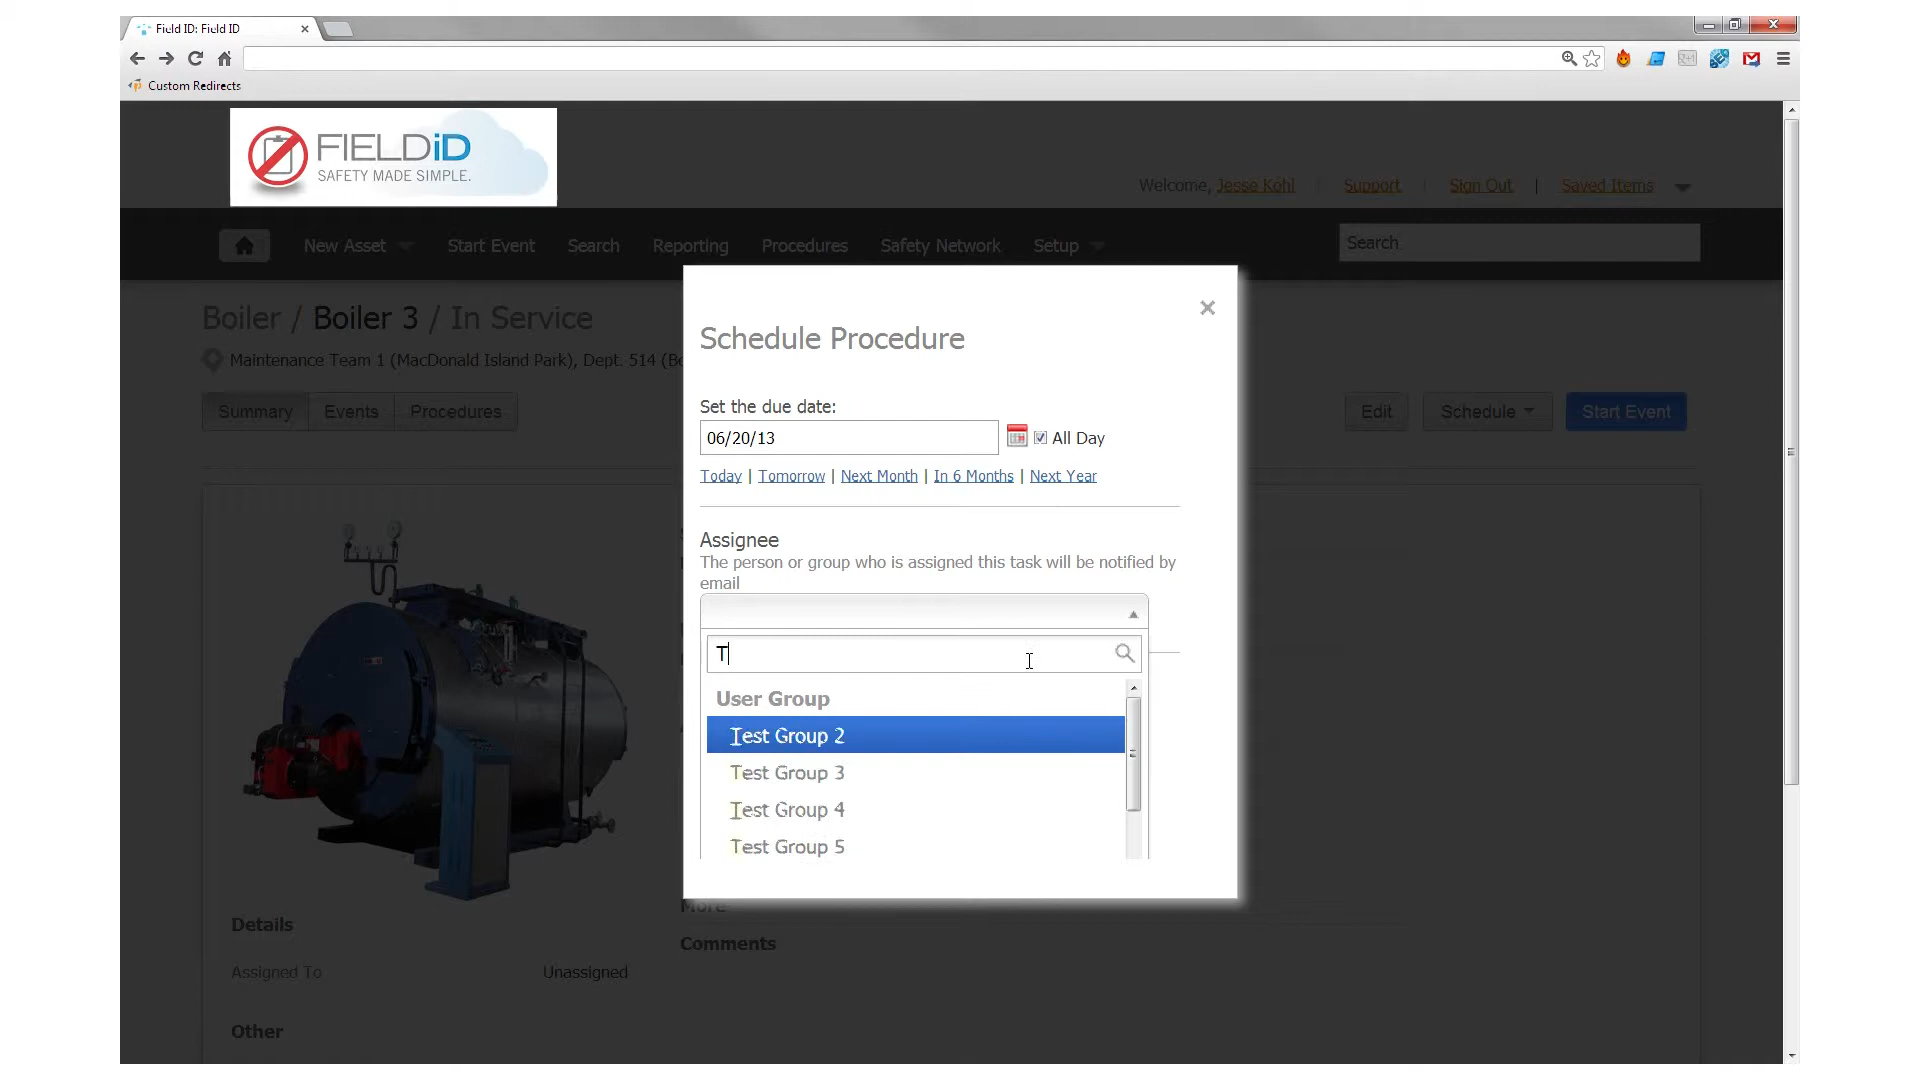 Field ID: Field ID
Custom Redirects
FIELDiD
SAFETY MADE SIMPLE.
Welcome, Jesse Kohl | Support | Sign Out | Saved Items
New Asset Start Event Search Reporting Procedures Safety Network Setup Search
Boiler / Boiler 3 / In Service
Maintenance Team 1 (MacDonald Island Park), Dept. 514
Summary Events Procedures Edit Schedule Start Event
Schedule Procedure
Set the due date:
06/20/13 All Day
Today | Tomorrow | Next Month | In 6 Months | Next Year
Assignee
The person or group who is assigned this task will be notified by
email
T
User Group
Test Group 2
Test Group 3
Test Group 4
Test Group 5
More
Details
Comments
Assigned To Unassigned
Other